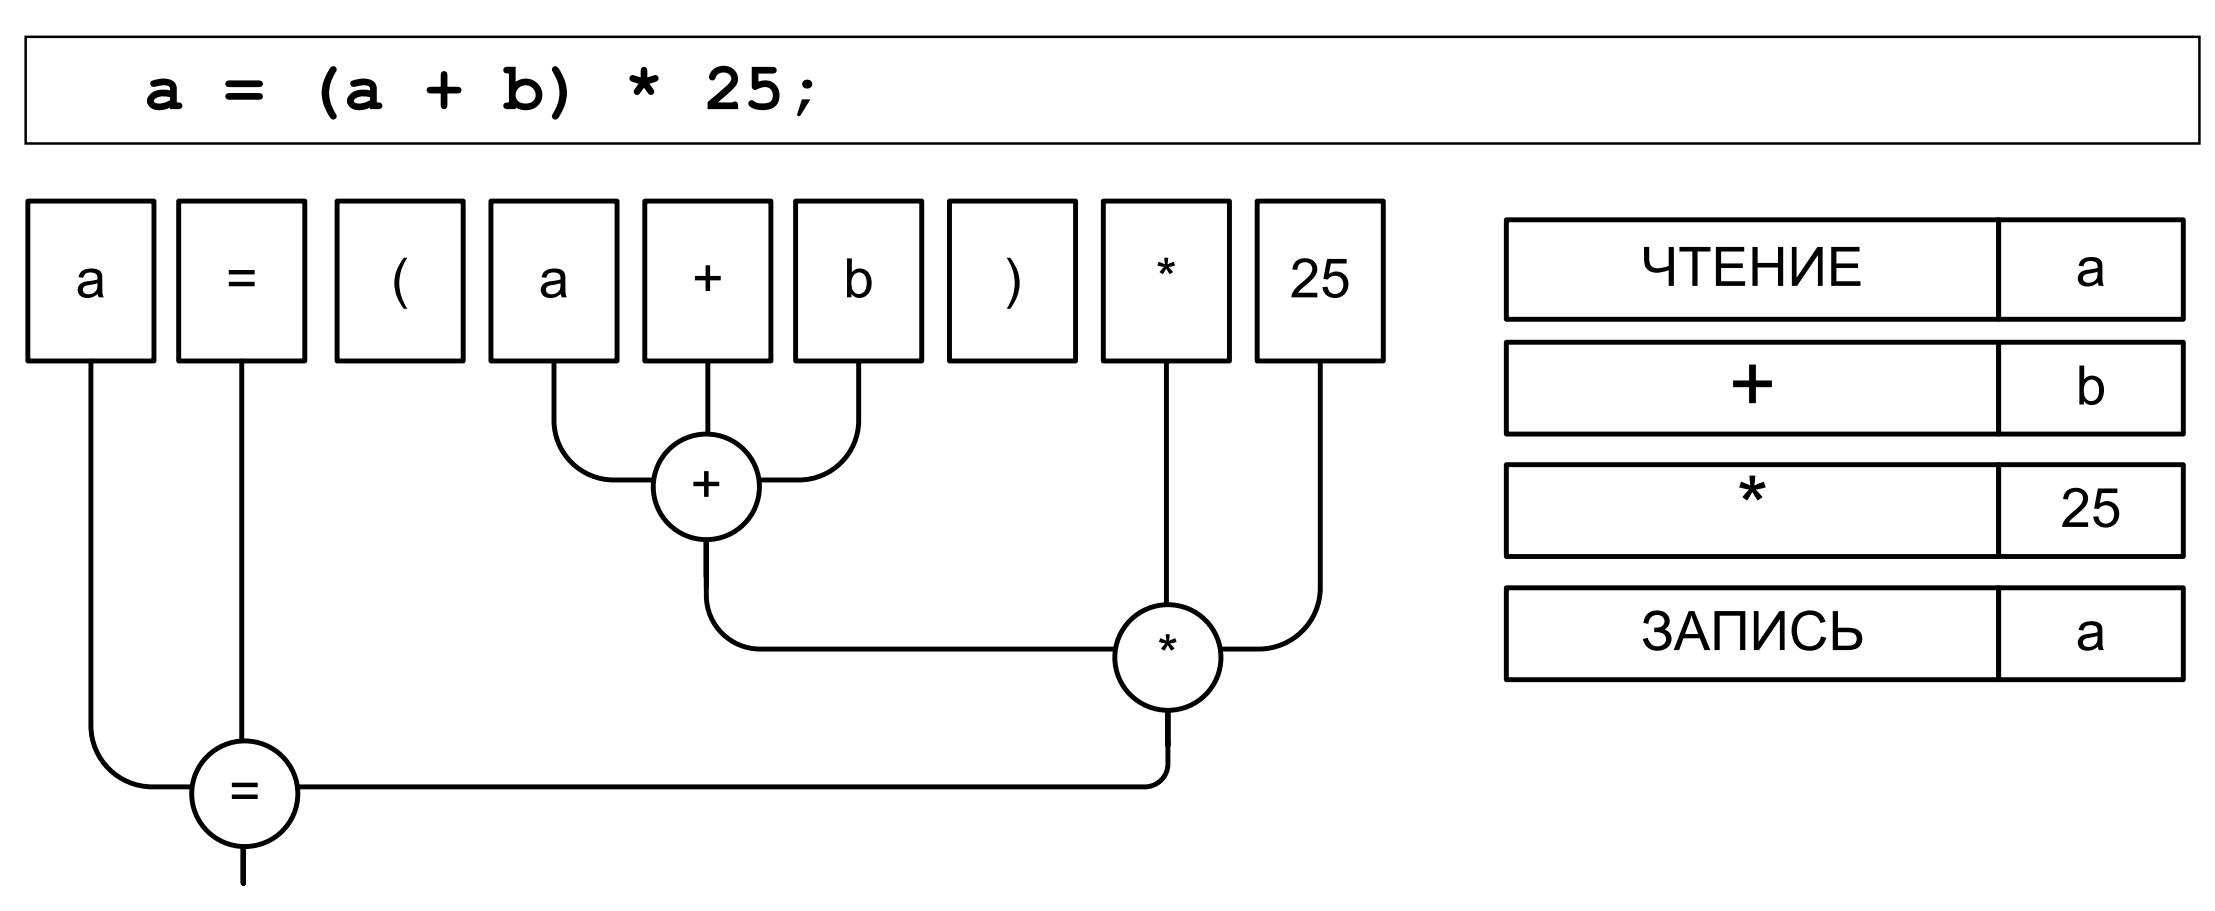 a = (a + b) * 25;
a = ( a + b ) * 25
ЧТЕНИЕ a
+ b
* 25
ЗАПИСЬ a
+
*
=